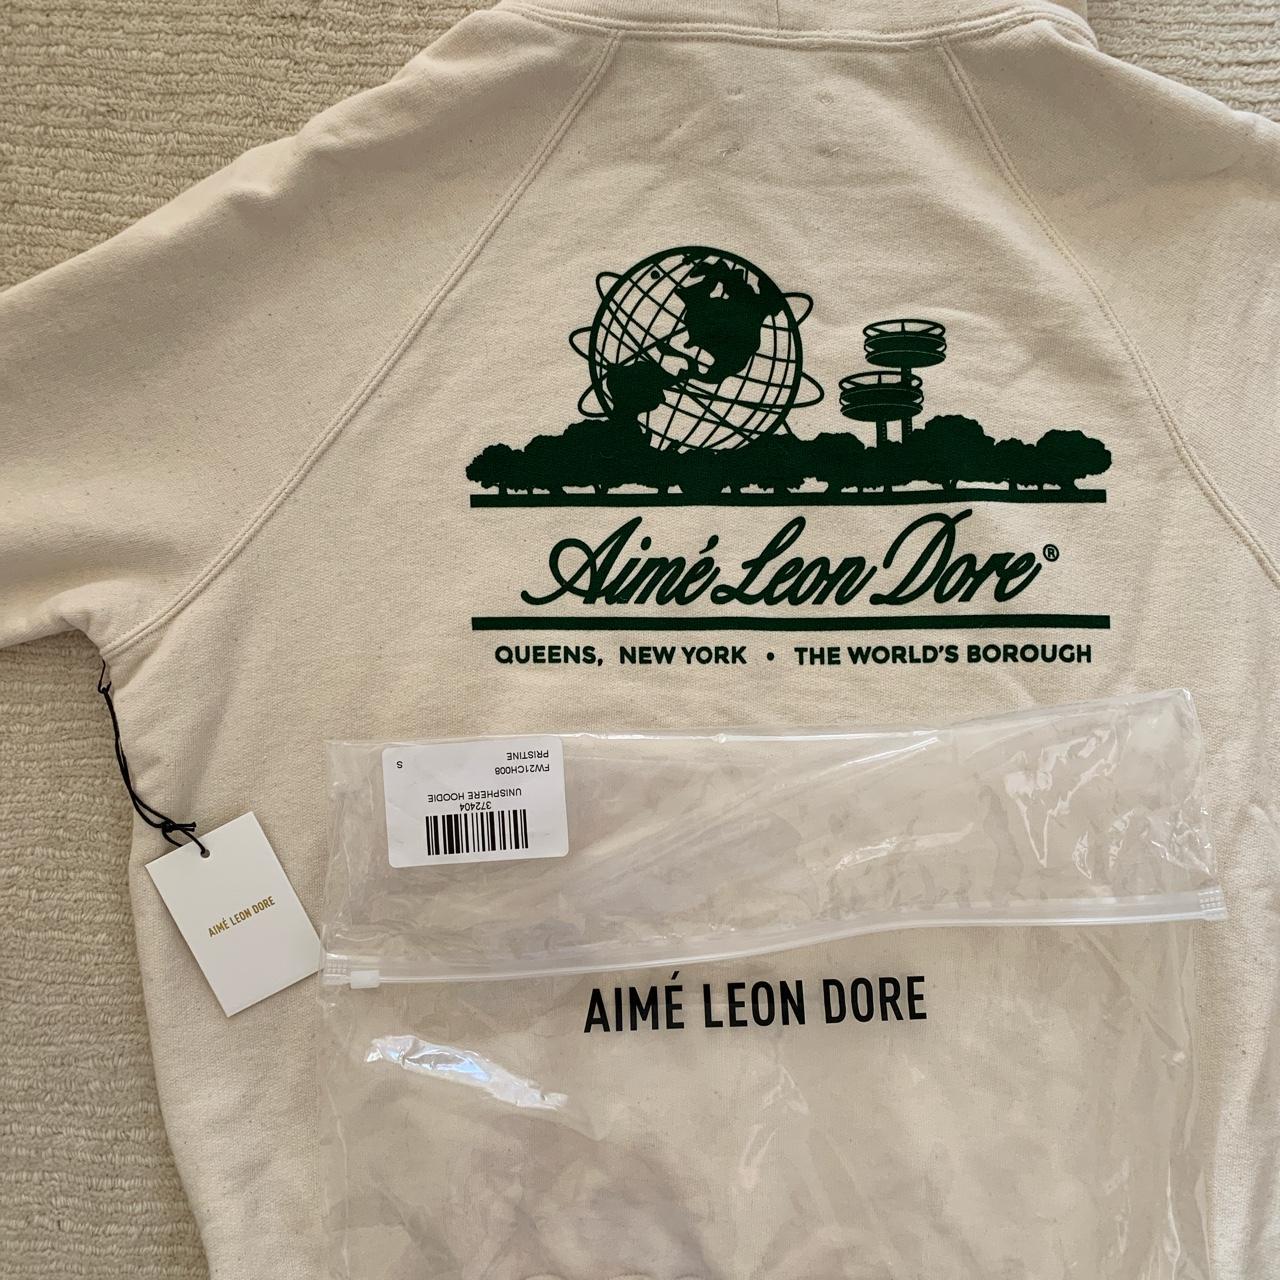 Aimé Leon Dore®
QUEENS, NEW YORK • THE WORLD'S BOROUGH
372404
UNISPHERE HOODIE
FW21CH008
PRISTINE S
AIMÉ LEON DORE
AIMÉ LEON DORE